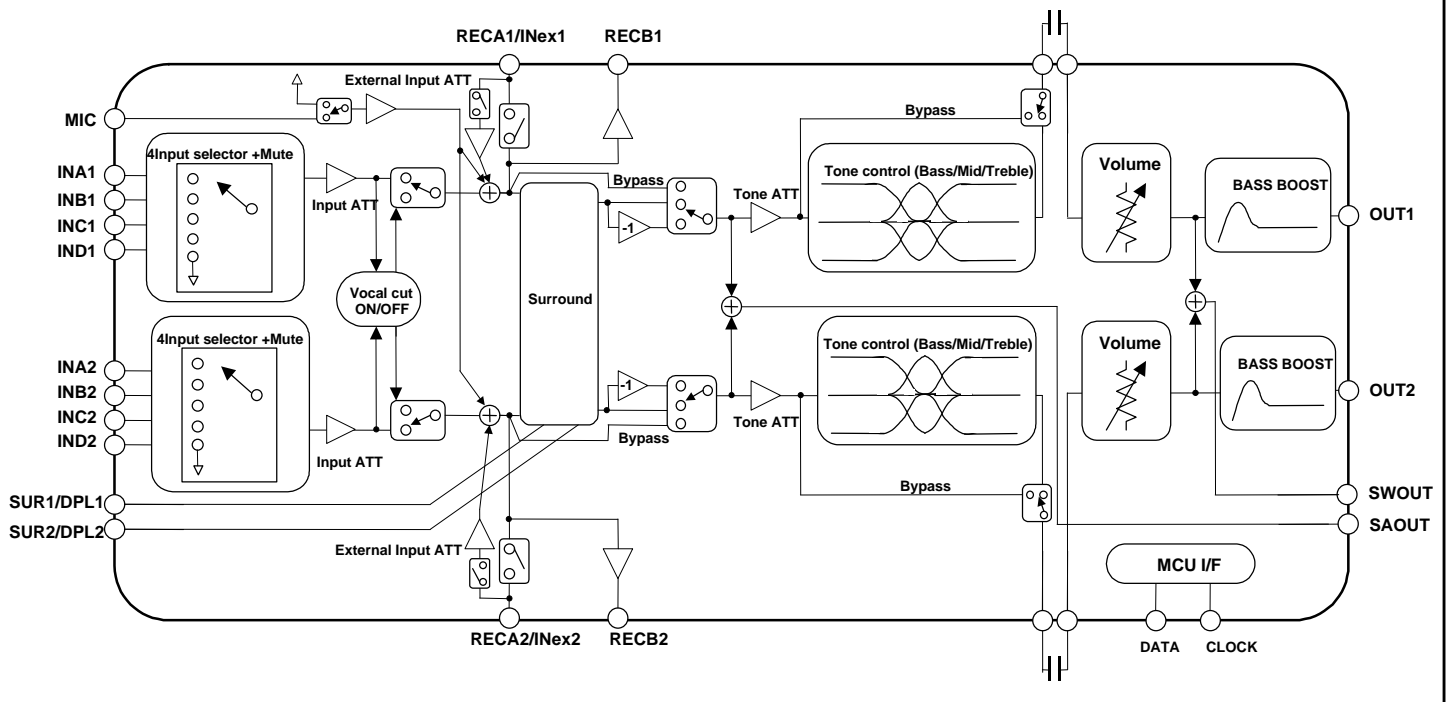 RECA1/INex1
RECB1
External Input ATT
MIC
Bypass
4Input selector +Mute
INA1
INB1
INC1
IND1
Input ATT
Bypass
-1
Tone ATT
Tone control (Bass/Mid/Treble)
Volume
BASS BOOST
OUT1
Vocal cut
ON/OFF
Surround
4Input selector +Mute
INA2
INB2
INC2
IND2
Input ATT
-1
Bypass
Tone ATT
Tone control (Bass/Mid/Treble)
Volume
BASS BOOST
OUT2
Bypass
SUR1/DPL1
SUR2/DPL2
SWOUT
SAOUT
External Input ATT
MCU I/F
RECA2/INex2
RECB2
DATA
CLOCK